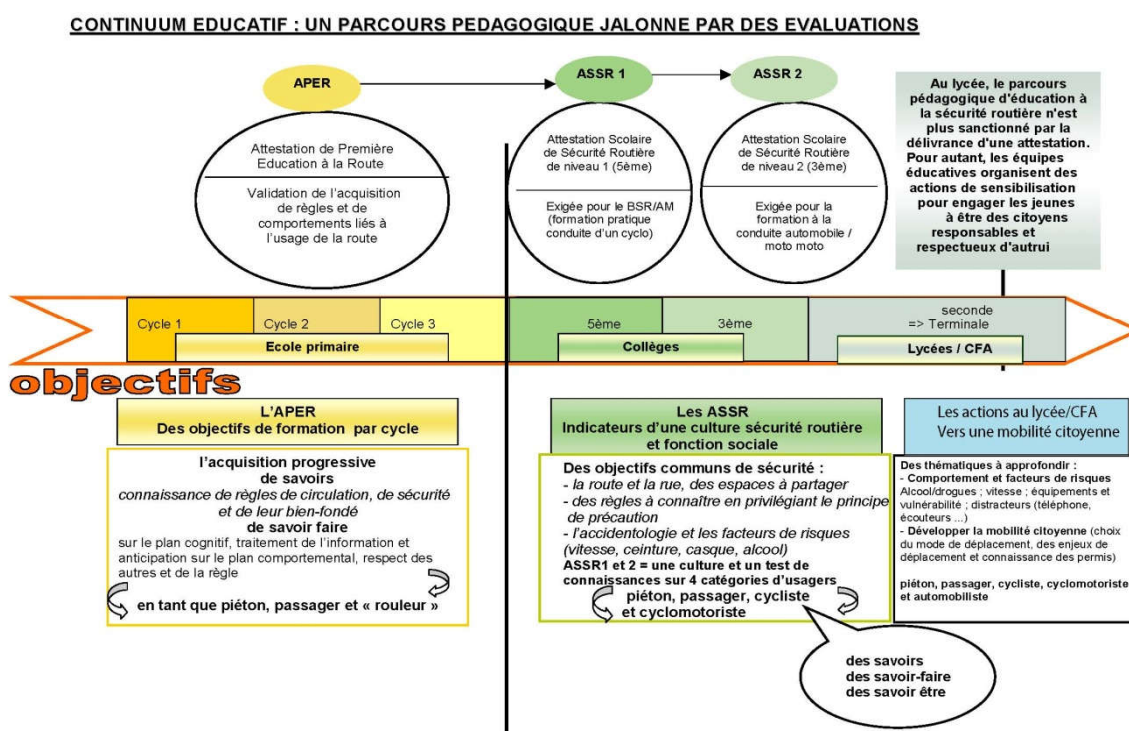 CONTINUUM EDUCATIF : UN PARCOURS PEDAGOGIQUE JALONNE PAR DES EVALUATIONS
APER
ASSR 1
ASSR 2
Attestation de Première
Education à la Route
Validation de l'acquisition
de règles et de
comportements liés à
l'usage de la route
Attestation Scolaire
de Sécurité Routière
de niveau 1 (5ème)
Exigée pour le BSR/AM
(formation pratique
conduite d'un cyclo)
Attestation Scolaire
de Sécurité Routière
de niveau 2 (3ème)
Exigée pour la
formation à la
conduite automobile /
moto moto
Au lycée, le parcours
pédagogique d'éducation à
la sécurité routière n'est
plus sanctionné par la
délivrance d'une attestation.
Pour autant, les équipes
éducatives organisent des
actions de sensibilisation
pour engager les jeunes
à être des citoyens
responsables et
respectueux d'autrui
Cycle 1
Cycle 2
Cycle 3
Ecole primaire
5ème
3ème
Collèges
seconde
=> Terminale
Lycées / CFA
objectifs
L'APER
Des objectifs de formation par cycle
l'acquisition progressive
de savoirs
connaissance de règles de circulation, de sécurité
et de leur bien-fondé
de savoir faire
sur le plan cognitif, traitement de l'information et
anticipation sur le plan comportemental, respect des
autres et de la règle
en tant que piéton, passager et « rouleur »
Les ASSR
Indicateurs d'une culture sécurité routière
et fonction sociale
Des objectifs communs de sécurité :
- la route et la rue, des espaces à partager
- des règles à connaître en privilégiant le principe
de précaution
- l'accidentologie et les facteurs de risques
(vitesse, ceinture, casque, alcool)
ASSR1 et 2 = une culture et un test de
connaissances sur 4 catégories d'usagers
piéton, passager, cycliste
et cyclomotoriste
des savoirs
des savoir-faire
des savoir être
Les actions au lycée/CFA
Vers une mobilité citoyenne
Des thématiques à approfondir :
- Comportement et facteurs de risques
Alcool/drogues ; vitesse ; équipements et
vulnérabilité ; distracteurs (téléphone,
écouteurs ...)
- Développer la mobilité citoyenne (choix
du mode de déplacement, des enjeux de
déplacement et connaissance des permis)
piéton, passager, cycliste, cyclomotoriste
et automobiliste